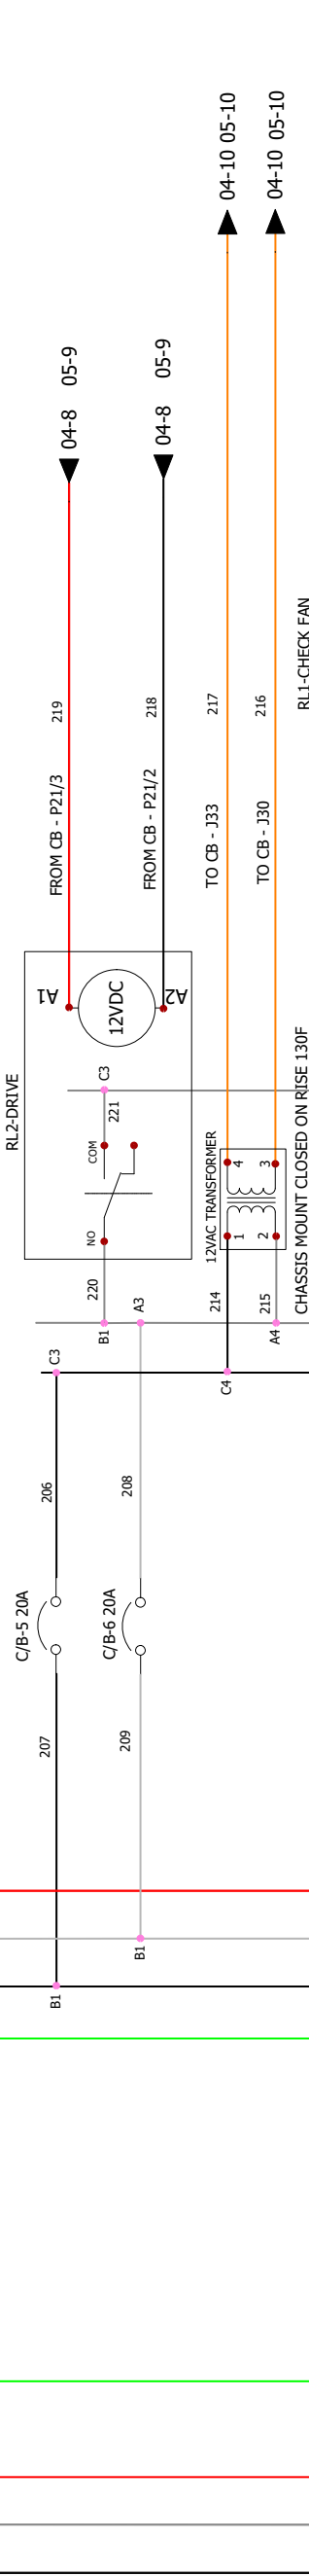 04-10 05-10
04-10 05-10
04-8 05-9
04-8 05-9
219
218
217
216
RL1-CHECK FAN
FROM CB - P21/3
FROM CB - P21/2
TO CB - J33
TO CB - J30
A1
A2
12VDC
RL2-DRIVE
C3
221
COM
NO
12VAC TRANSFORMER
4
3
1
2
CHASSIS MOUNT CLOSED ON RISE 130F
220
B1
A3
214
215
A4
C3
C4
206
208
C/B-5 20A
C/B-6 20A
207
209
B1
B1